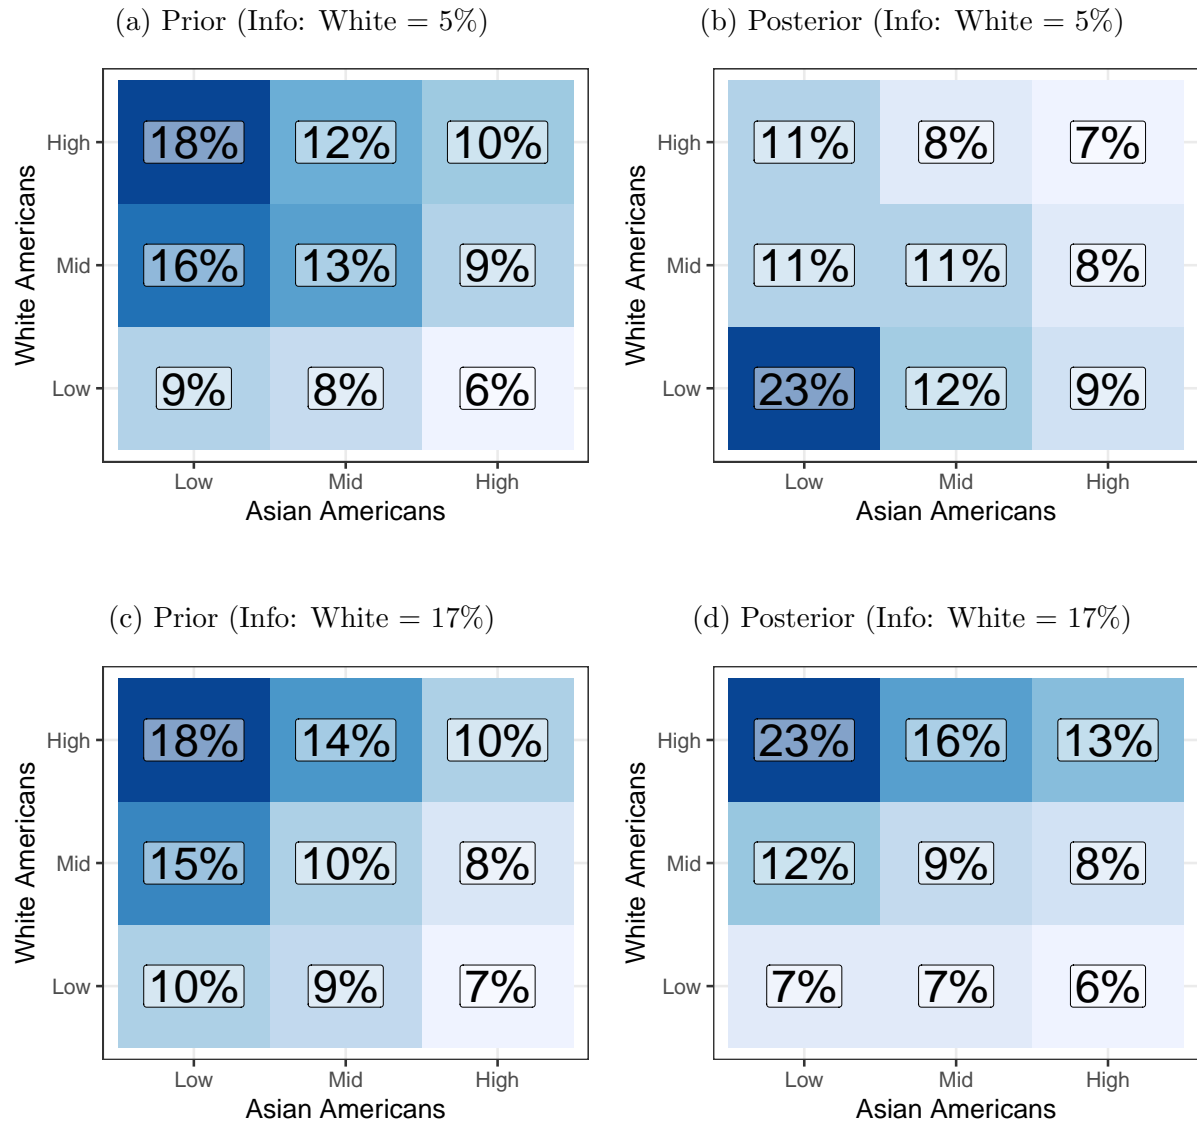 (a) Prior (Info: White = 5%)
(b) Posterior (Info: White = 5%)
White Americans
High
18% 12% 10%
Mid
16% 13% 9%
Low
9% 8% 6%
Low Mid High
Asian Americans
White Americans
High
11% 8% 7%
Mid
11% 11% 8%
Low
23% 12% 9%
Low Mid High
Asian Americans
(c) Prior (Info: White = 17%)
(d) Posterior (Info: White = 17%)
White Americans
High
18% 14% 10%
Mid
15% 10% 8%
Low
10% 9% 7%
Low Mid High
Asian Americans
White Americans
High
23% 16% 13%
Mid
12% 9% 8%
Low
7% 7% 6%
Low Mid High
Asian Americans